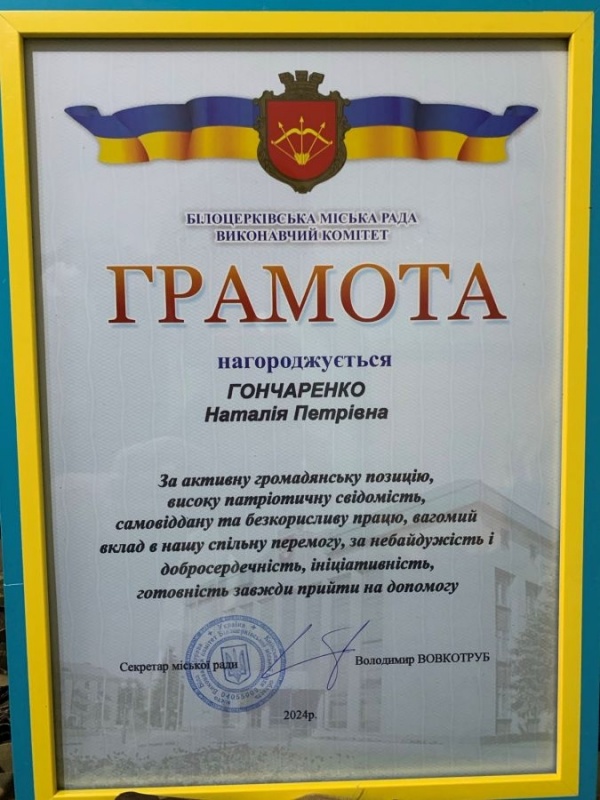 БІЛОЦЕРКІВСЬКА МІСЬКА РАДА
ВИКОНАВЧИЙ КОМІТЕТ
ГРАМОТА
нагороджується
ГОНЧАРЕНКО
Наталія Петрівна
За активну громадянську позицію,
високу патріотичну свідомість,
самовіддану та безкорисливу працю, вагомий
вклад в нашу спільну перемогу, за небайдужість і
добросердечність, ініціативність,
готовність завжди прийти на допомогу
Секретар міської ради
Володимир ВОВКОТРУБ
Україна
2024р.